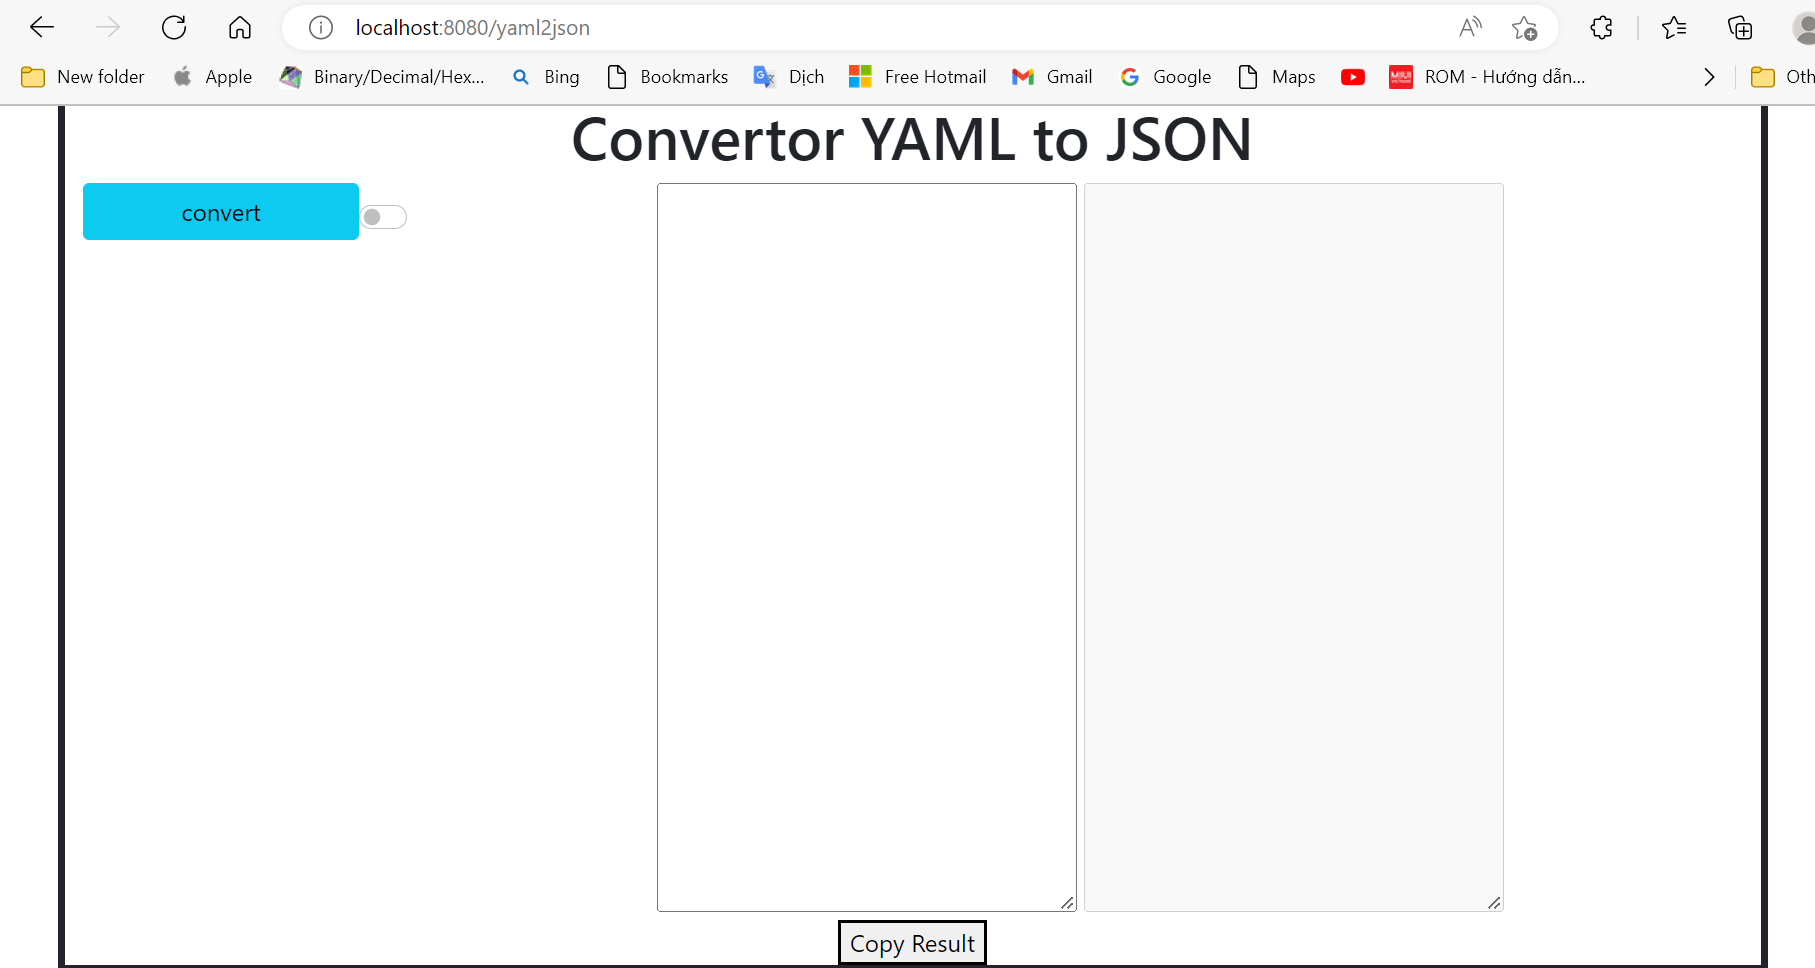 localhost:8080/yaml2json
New folder Apple Binary/Decimal/Hex... Bing Bookmarks Dịch Free Hotmail Gmail Google Maps MIUI ROM - Hướng dẫn... Oth
Convertor YAML to JSON
convert
Copy Result